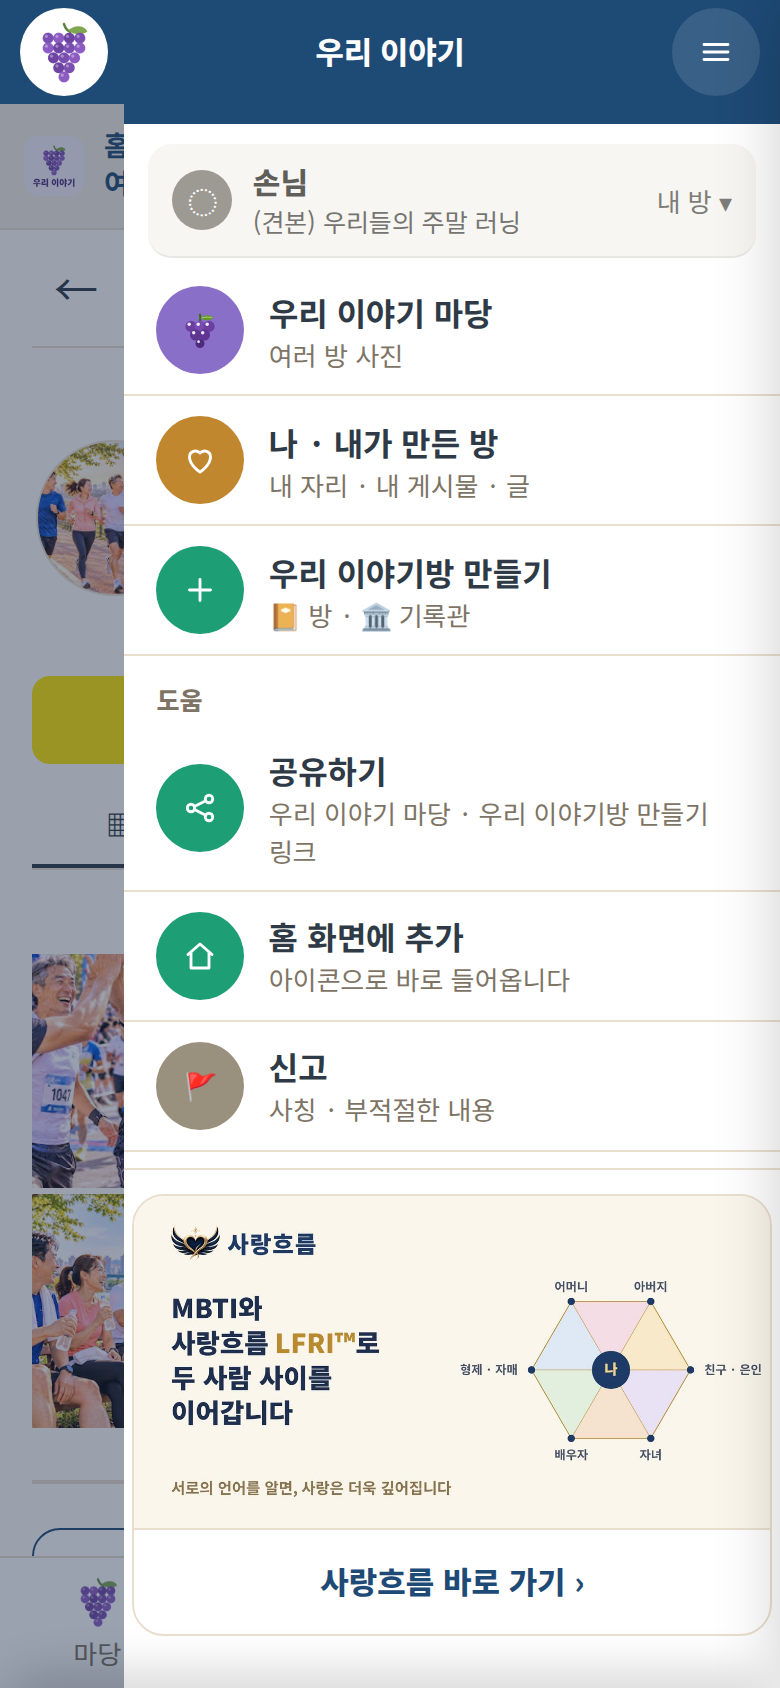 우리 이야기
우리 이야기
손님
(견본) 우리들의 주말 러닝
내 방 ▾
우리 이야기 마당
여러 방 사진
나 · 내가 만든 방
내 자리 · 내 게시물 · 글
우리 이야기방 만들기
방 · 기록관
도움
공유하기
우리 이야기 마당 · 우리 이야기방 만들기
링크
홈 화면에 추가
아이콘으로 바로 들어옵니다
신고
사칭 · 부적절한 내용
1047
사랑흐름
MBTI와
사랑흐름 LFRI™로
두 사람 사이를
이어갑니다
어머니
아버지
형제 · 자매
나
친구 · 은인
배우자
자녀
서로의 언어를 알면, 사랑은 더욱 깊어집니다
사랑흐름 바로 가기 ›
마당